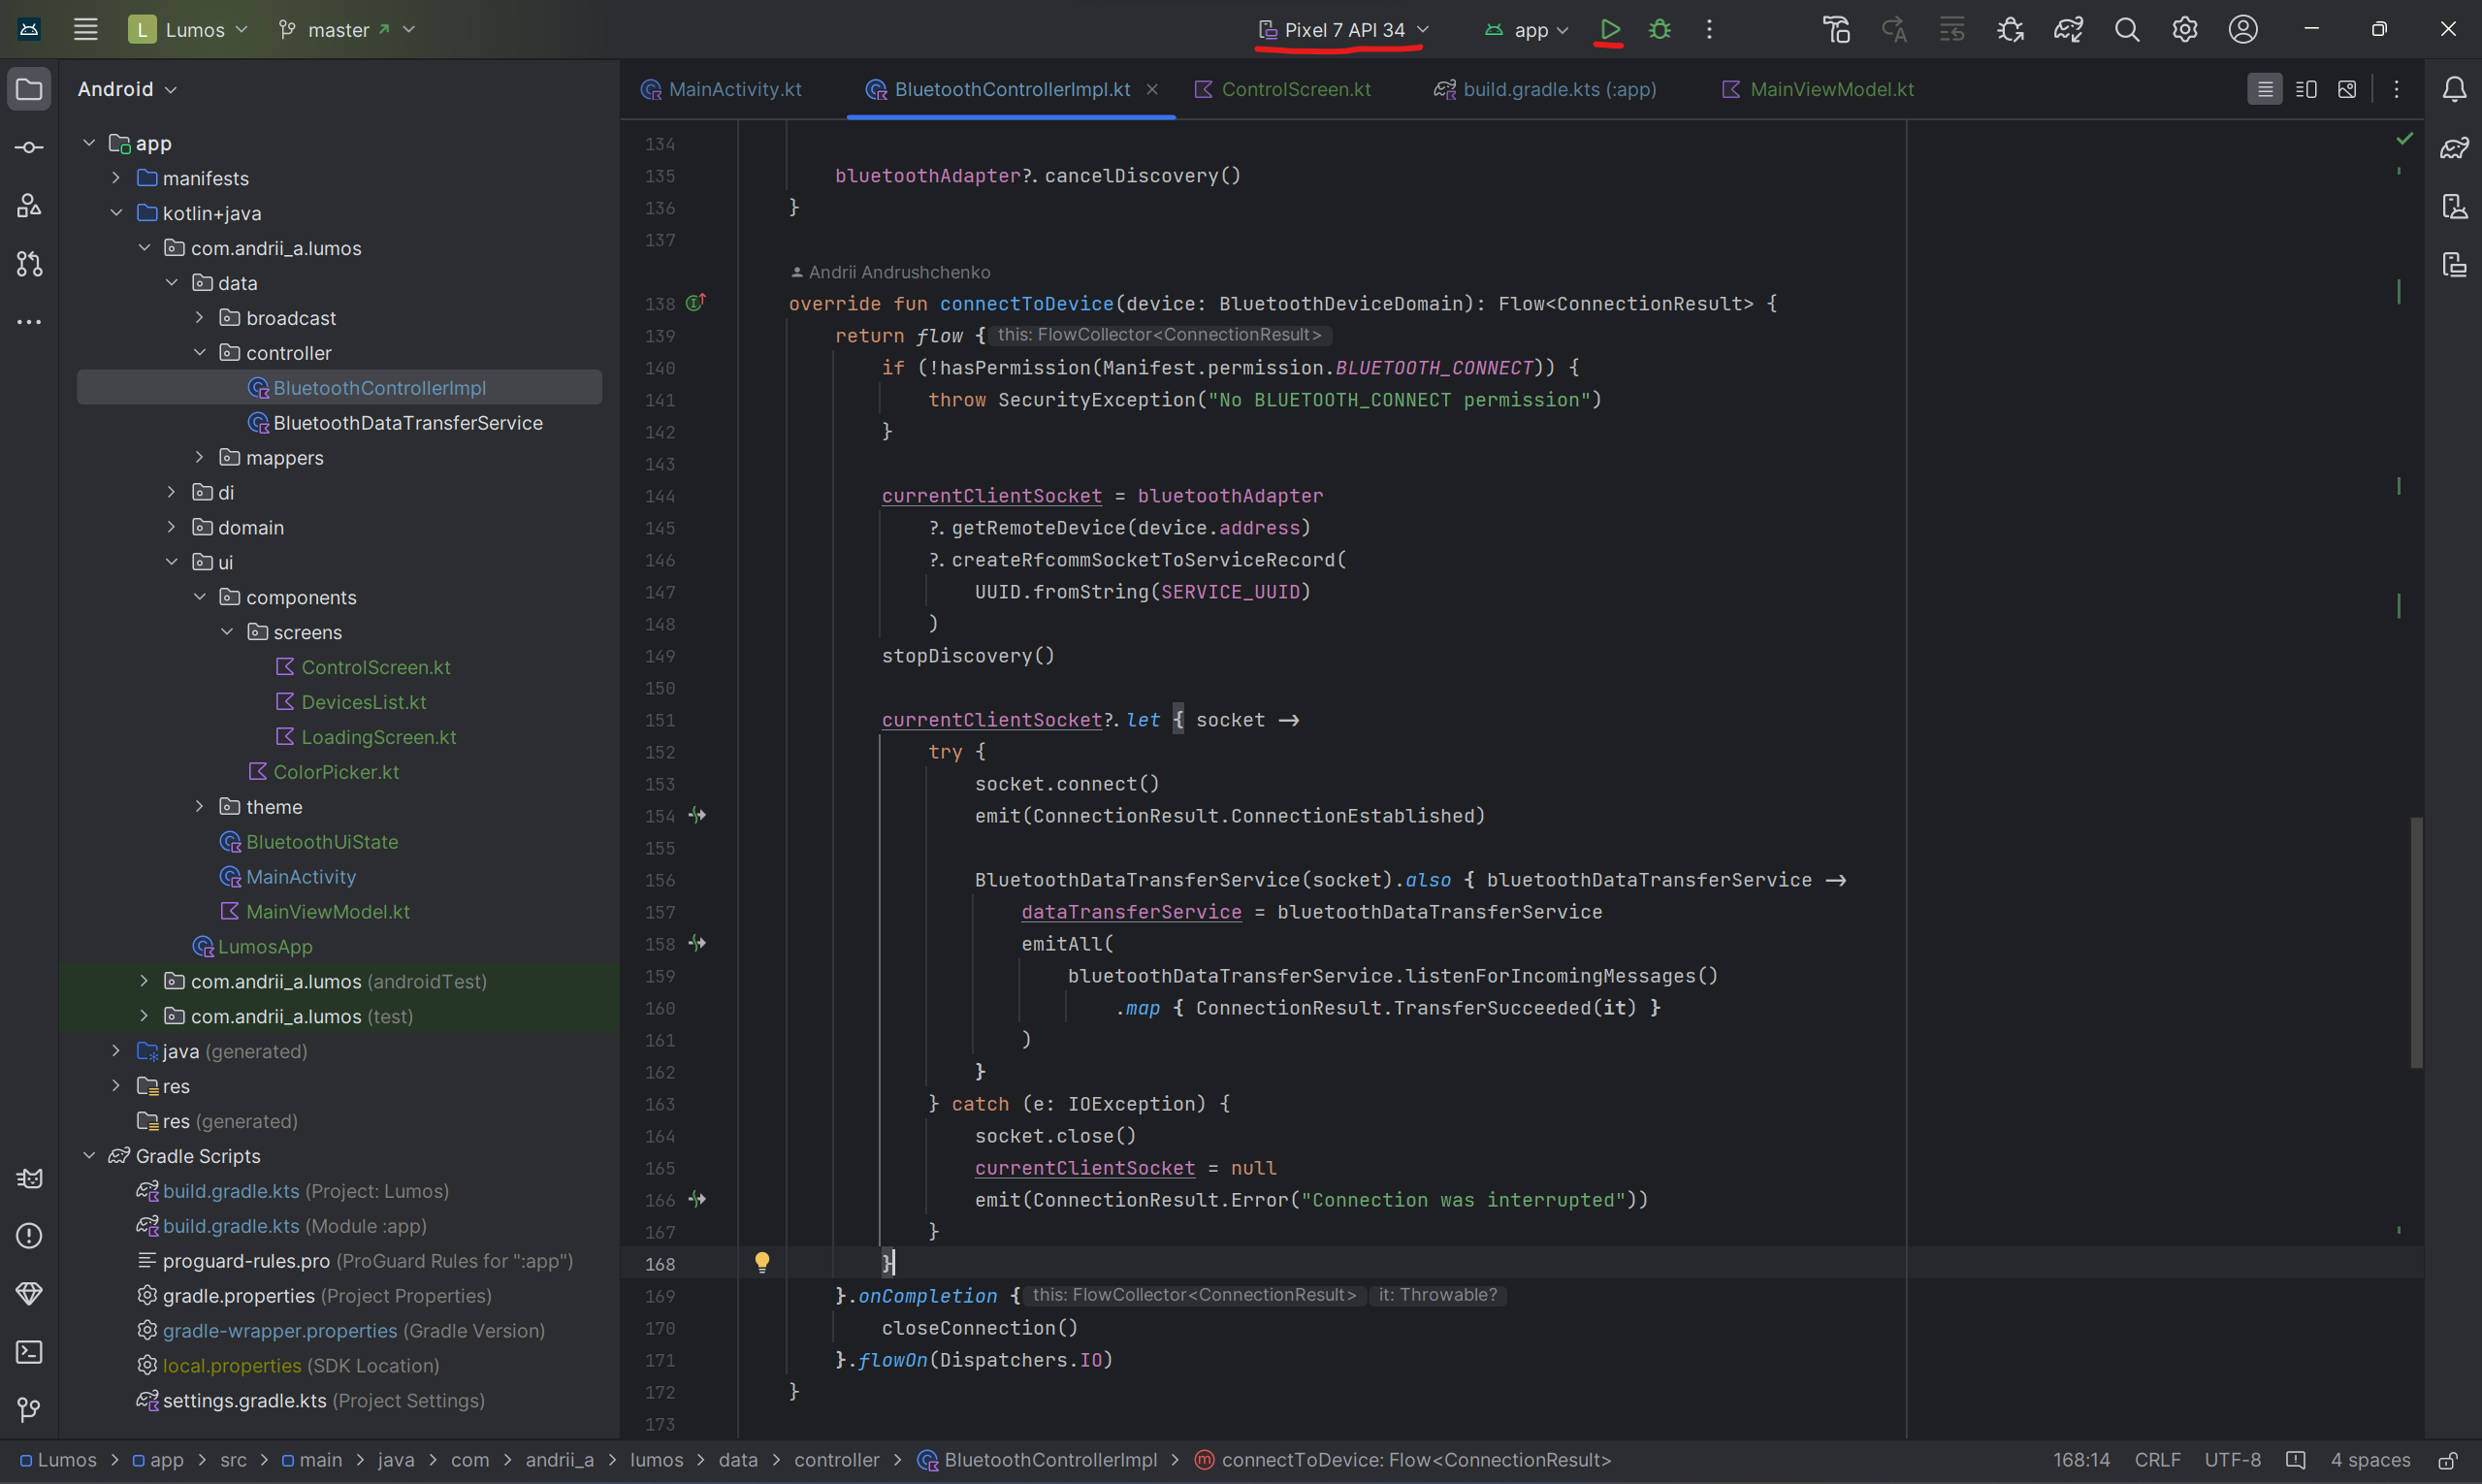 L Lumos master Pixel 7 API 34 app
Android
MainActivity.kt BluetoothControllerImpl.kt ControlScreen.kt build.gradle.kts (:app) MainViewModel.kt
app
manifests
kotlin+java
com.andrii_a.lumos
data
broadcast
controller
BluetoothControllerImpl
BluetoothDataTransferService
mappers
di
domain
ui
components
screens
ControlScreen.kt
DevicesList.kt
LoadingScreen.kt
ColorPicker.kt
theme
BluetoothUiState
MainActivity
MainViewModel.kt
LumosApp
com.andrii_a.lumos (androidTest)
com.andrii_a.lumos (test)
java (generated)
res
res (generated)
Gradle Scripts
build.gradle.kts (Project: Lumos)
build.gradle.kts (Module :app)
proguard-rules.pro (ProGuard Rules for ":app")
gradle.properties (Project Properties)
gradle-wrapper.properties (Gradle Version)
local.properties (SDK Location)
settings.gradle.kts (Project Settings)
134
135 bluetoothAdapter?.cancelDiscovery()
136 }
137
Andrii Andrushchenko
138 override fun connectToDevice(device: BluetoothDeviceDomain): Flow<ConnectionResult> {
139 return flow { this: FlowCollector<ConnectionResult>
140 if (!hasPermission(Manifest.permission.BLUETOOTH_CONNECT)) {
141 throw SecurityException("No BLUETOOTH_CONNECT permission")
142 }
143
144 currentClientSocket = bluetoothAdapter
145 ?.getRemoteDevice(device.address)
146 ?.createRfcommSocketToServiceRecord(
147 UUID.fromString(SERVICE_UUID)
148 )
149 stopDiscovery()
150
151 currentClientSocket?.let { socket →
152 try {
153 socket.connect()
154 emit(ConnectionResult.ConnectionEstablished)
155
156 BluetoothDataTransferService(socket).also { bluetoothDataTransferService →
157 dataTransferService = bluetoothDataTransferService
158 emitAll(
159 bluetoothDataTransferService.listenForIncomingMessages()
160 .map { ConnectionResult.TransferSucceeded(it) }
161 )
162 }
163 } catch (e: IOException) {
164 socket.close()
165 currentClientSocket = null
166 emit(ConnectionResult.Error("Connection was interrupted"))
167 }
168 }
169 }.onCompletion { this: FlowCollector<ConnectionResult> it: Throwable?
170 closeConnection()
171 }.flowOn(Dispatchers.IO)
172 }
173
Lumos > app > src > main > java > com > andrii_a > lumos > data > controller > BluetoothControllerImpl > m connectToDevice: Flow<ConnectionResult> 168:14 CRLF UTF-8 4 spaces